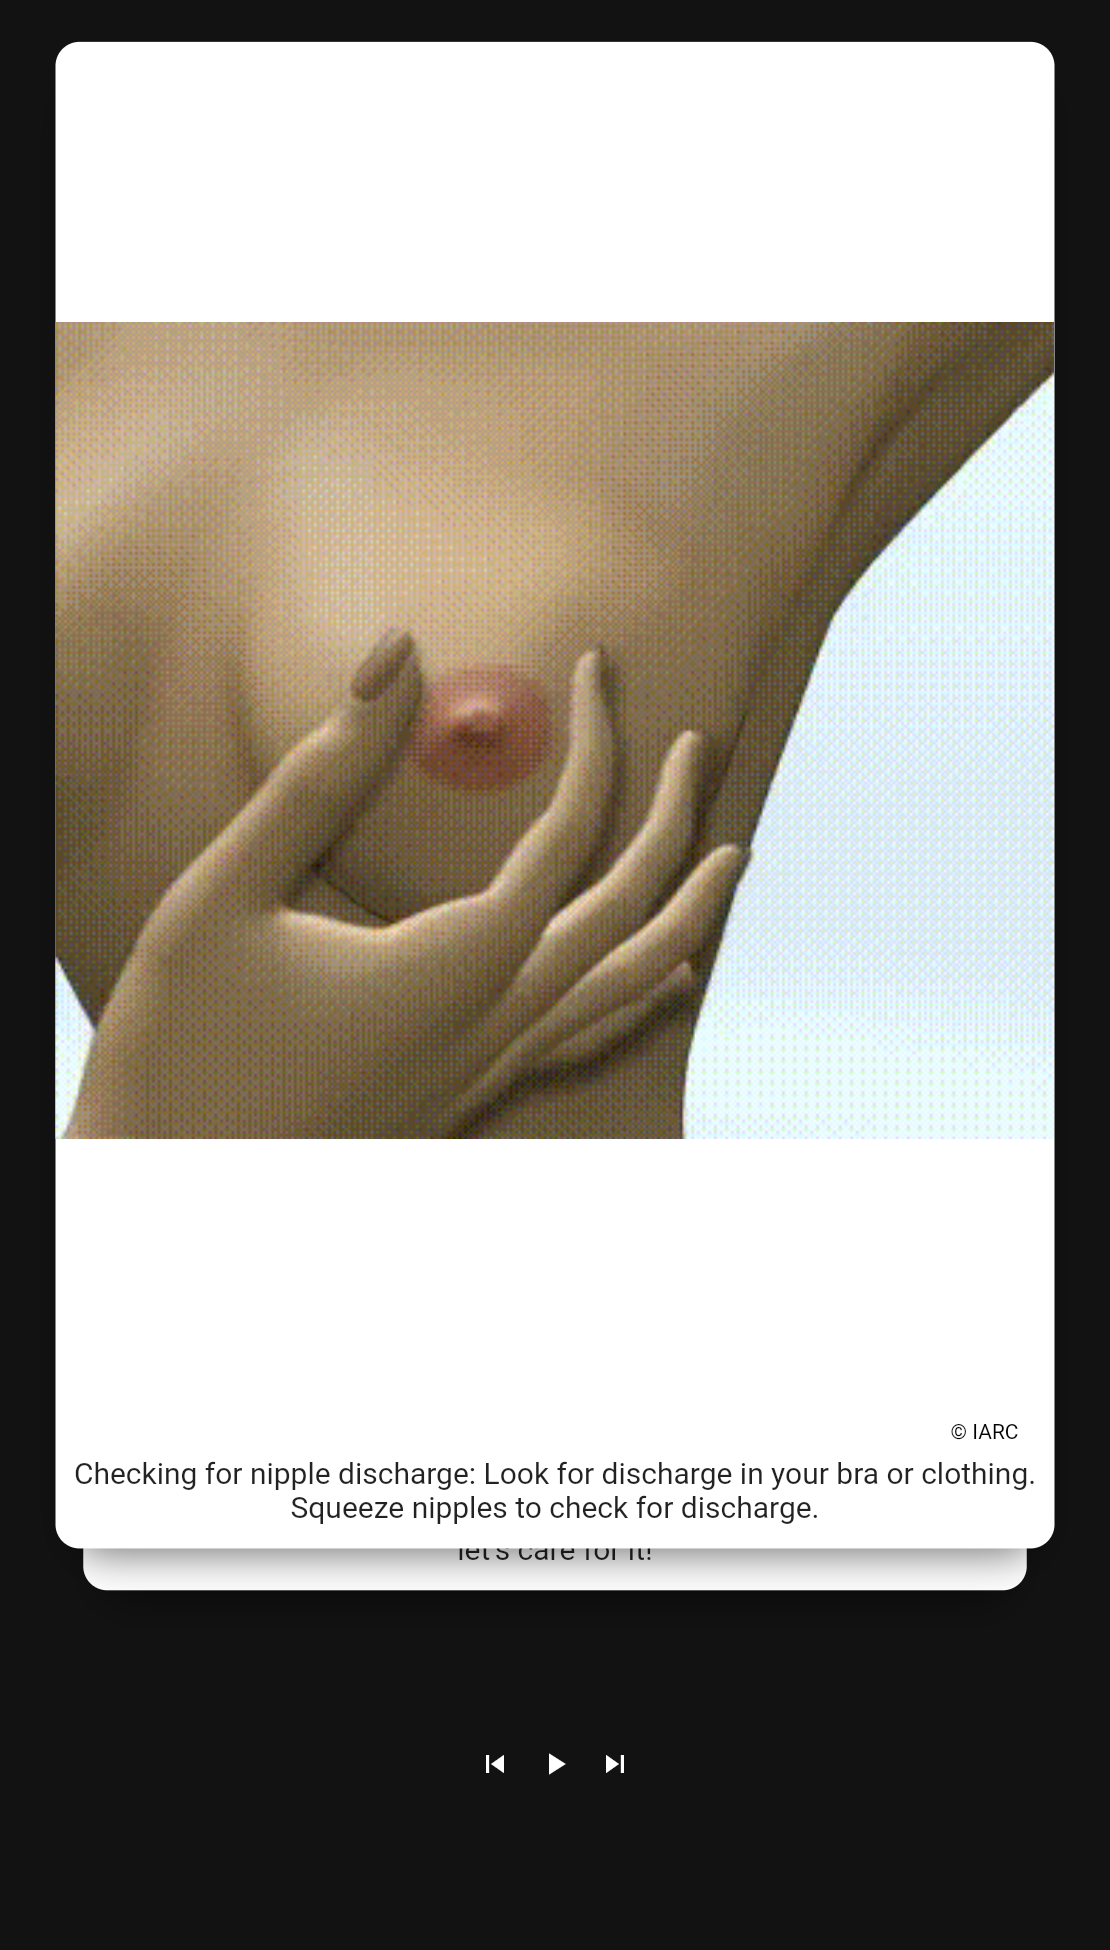 © IARC
Checking for nipple discharge: Look for discharge in your bra or clothing.
Squeeze nipples to check for discharge.
let's care for it!